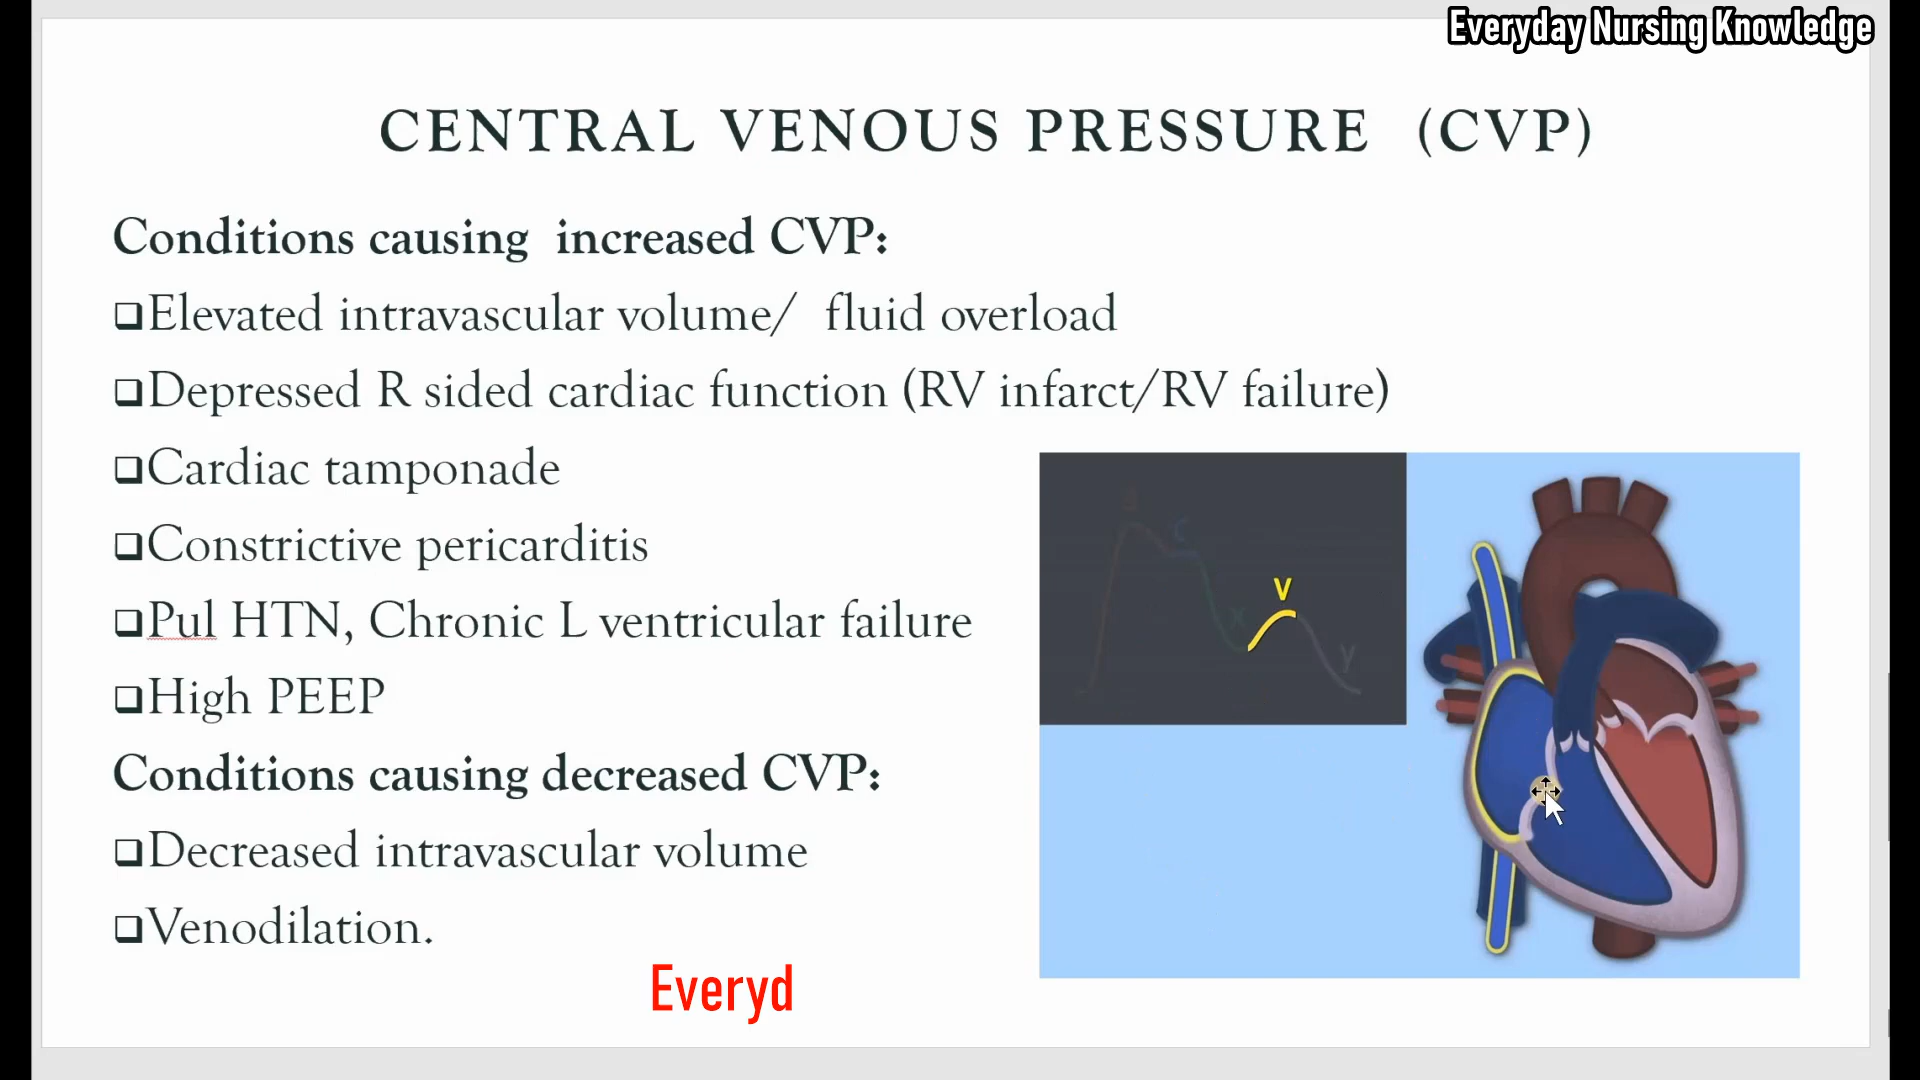 Everyday Nursing Knowledge
CENTRAL VENOUS PRESSURE (CVP)
Conditions causing increased CVP:
Elevated intravascular volume/ fluid overload
Depressed R sided cardiac function (RV infarct/RV failure)
Cardiac tamponade
Constrictive pericarditis
Pul HTN, Chronic L ventricular failure
High PEEP
Conditions causing decreased CVP:
Decreased intravascular volume
Venodilation.
a
c
v
x
y
Everyd